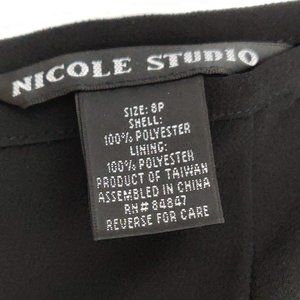 NICOLE STUDIO
SIZE: 8P
SHELL:
100% POLYESTER
LINING:
100% POLYESTER
PRODUCT OF TAIWAN
ASSEMBLED IN CHINA
RN# 84847
REVERSE FOR CARE